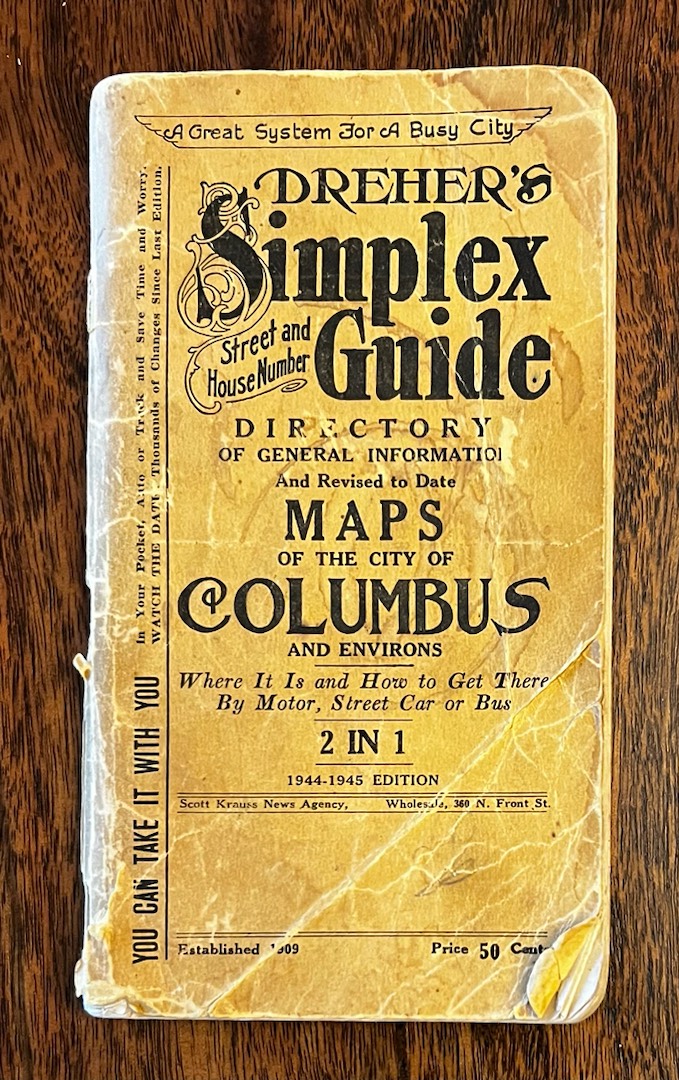 A Great System For A Busy City
DREHER'S
Simplex
Street and
House Number
Guide
DIRECTORY
OF GENERAL INFORMATIO
And Revised to Date
MAPS
OF THE CITY OF
COLUMBUS
AND ENVIRONS
Where It Is and How to Get There
By Motor, Street Car or Bus
2 IN 1
1944-1945 EDITION
Scott Krauss News Agency, Wholesale, 360 N. Front St.
Established 1909
Price 50 Cents
YOU CAN TAKE IT WITH YOU
In Your Pocket, Auto or Truck and Save Time and Worry.
WATCH THE DATE. Thousands of Changes Since Last Edition.